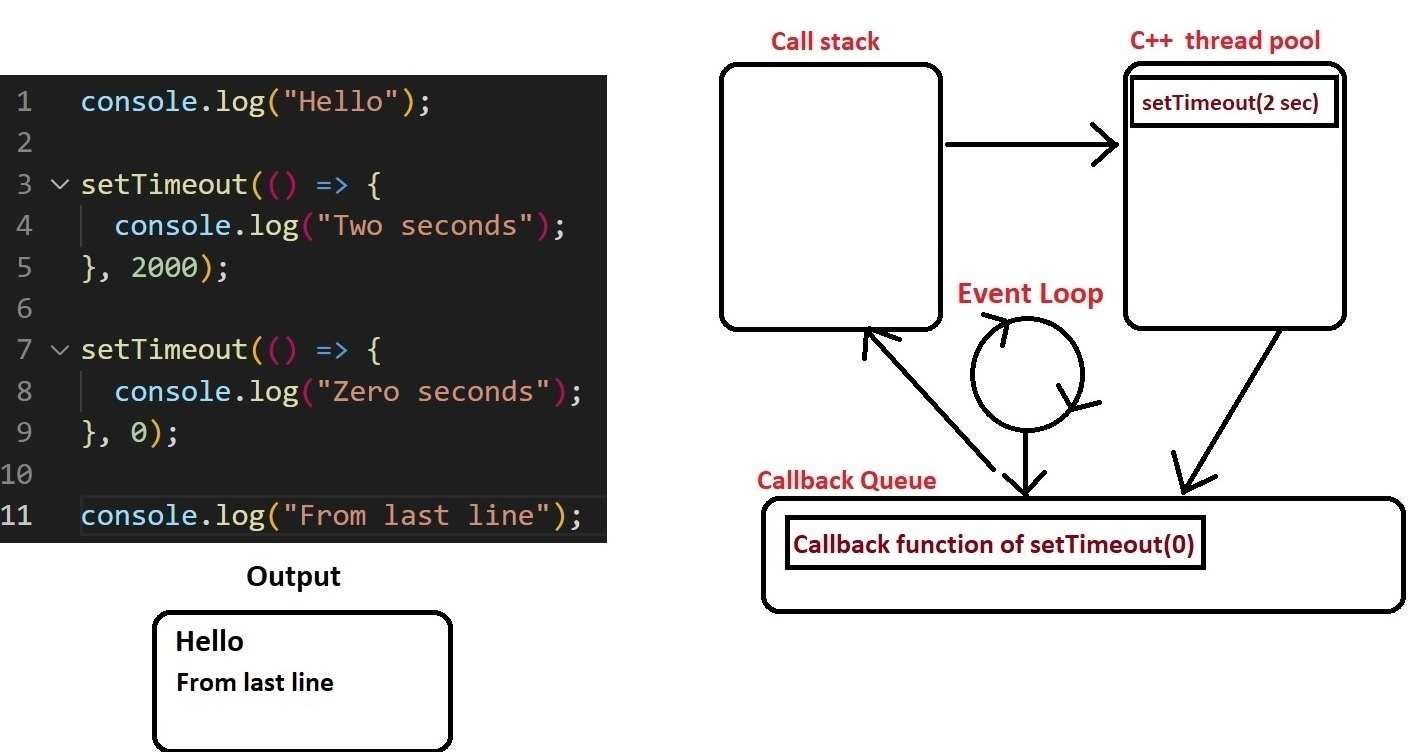 1 console.log("Hello");
2
3 setTimeout(() => {
4 console.log("Two seconds");
5 }, 2000);
6
7 setTimeout(() => {
8 console.log("Zero seconds");
9 }, 0);
10
11 console.log("From last line");
Output
Hello
From last line
Call stack
C++ thread pool
setTimeout(2 sec)
Event Loop
Callback Queue
Callback function of setTimeout(0)